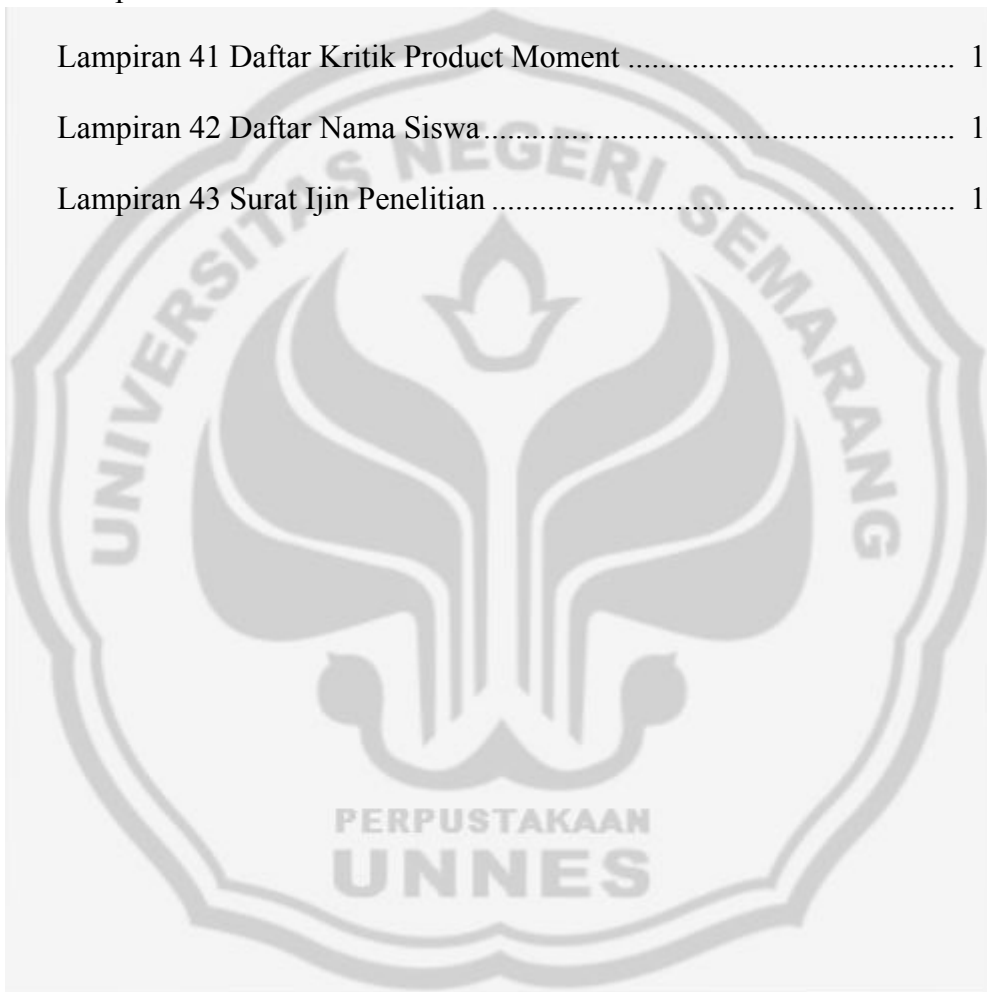 Lampiran 41 Daftar Kritik Product Moment ....................................... 1
Lampiran 42 Daftar Nama Siswa ................................................................ 1
Lampiran 43 Surat Ijin Penelitian .............................................................. 1
UNIVERSITAS NEGERI SEMARANG
PERPUSTAKAAN
UNNES